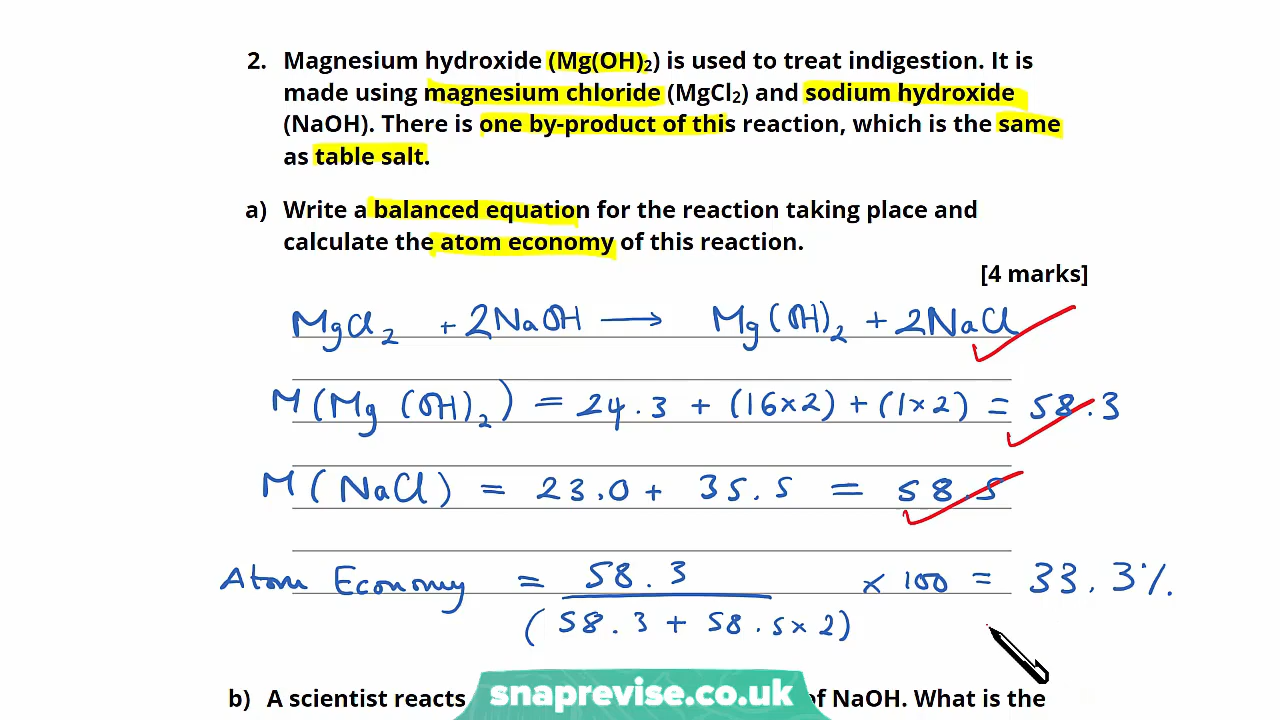 2. Magnesium hydroxide (Mg(OH)₂) is used to treat indigestion. It is
made using magnesium chloride (MgCl₂) and sodium hydroxide
(NaOH). There is one by-product of this reaction, which is the same
as table salt.
a) Write a balanced equation for the reaction taking place and
calculate the atom economy of this reaction.
[4 marks]
MgCl₂ + 2NaOH → Mg(OH)₂ + 2NaCl
M(Mg(OH)₂) = 24.3 + (16×2) + (1×2) = 58.3
M(NaCl) = 23.0 + 35.5 = 58.5
Atom Economy = 58.3 × 100 = 33.3%
(58.3 + 58.5×2)
b) A scientist reacts of NaOH. What is the
snaprevise.co.uk